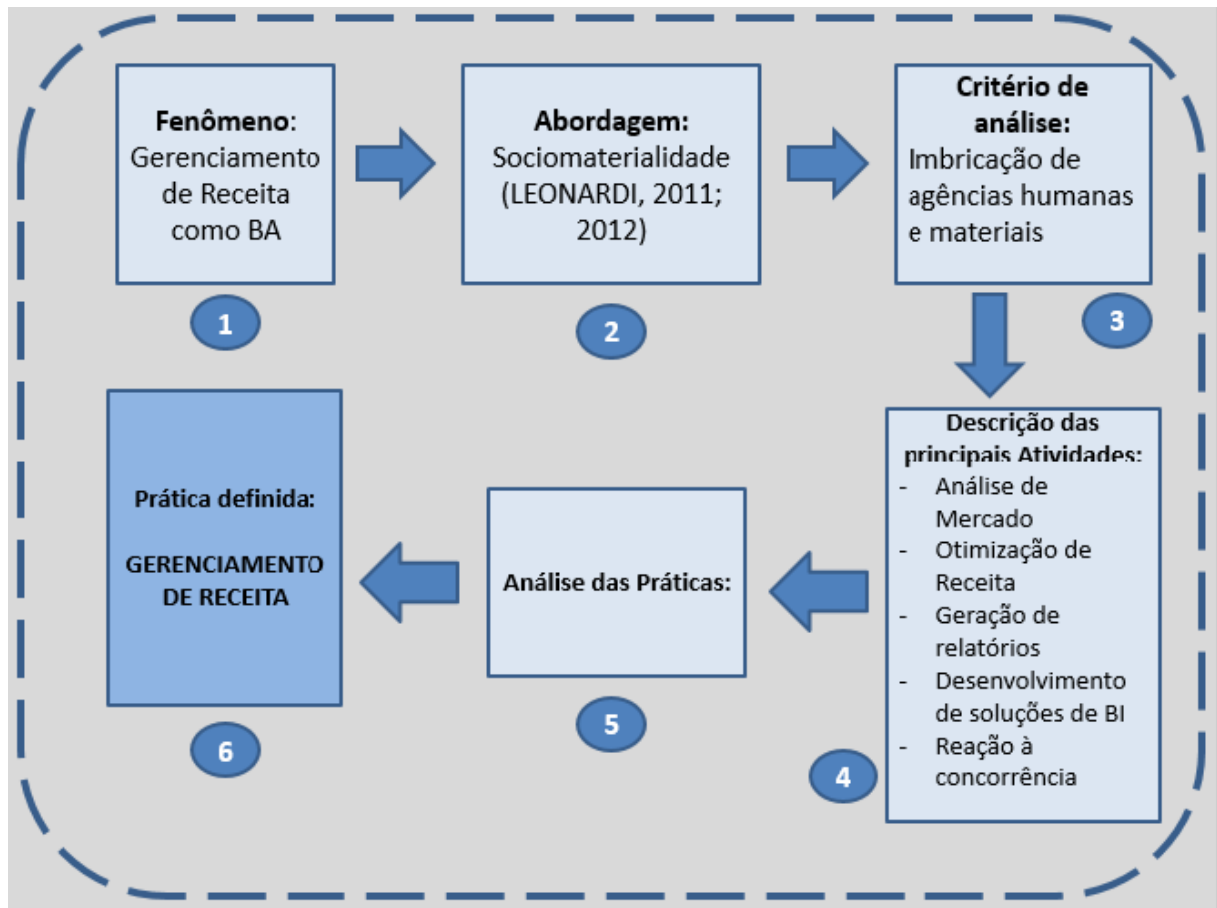 Fenômeno:
Gerenciamento
de Receita
como BA
1
Abordagem:
Sociomaterialidade
(LEONARDI, 2011;
2012)
2
Critério de
análise:
Imbricação de
agências humanas
e materiais
3
Descrição das
principais Atividades:
- Análise de
Mercado
- Otimização de
Receita
- Geração de
relatórios
- Desenvolvimento
de soluções de BI
- Reação à
concorrência
4
Análise das Práticas:
5
Prática definida:
GERENCIAMENTO
DE RECEITA
6